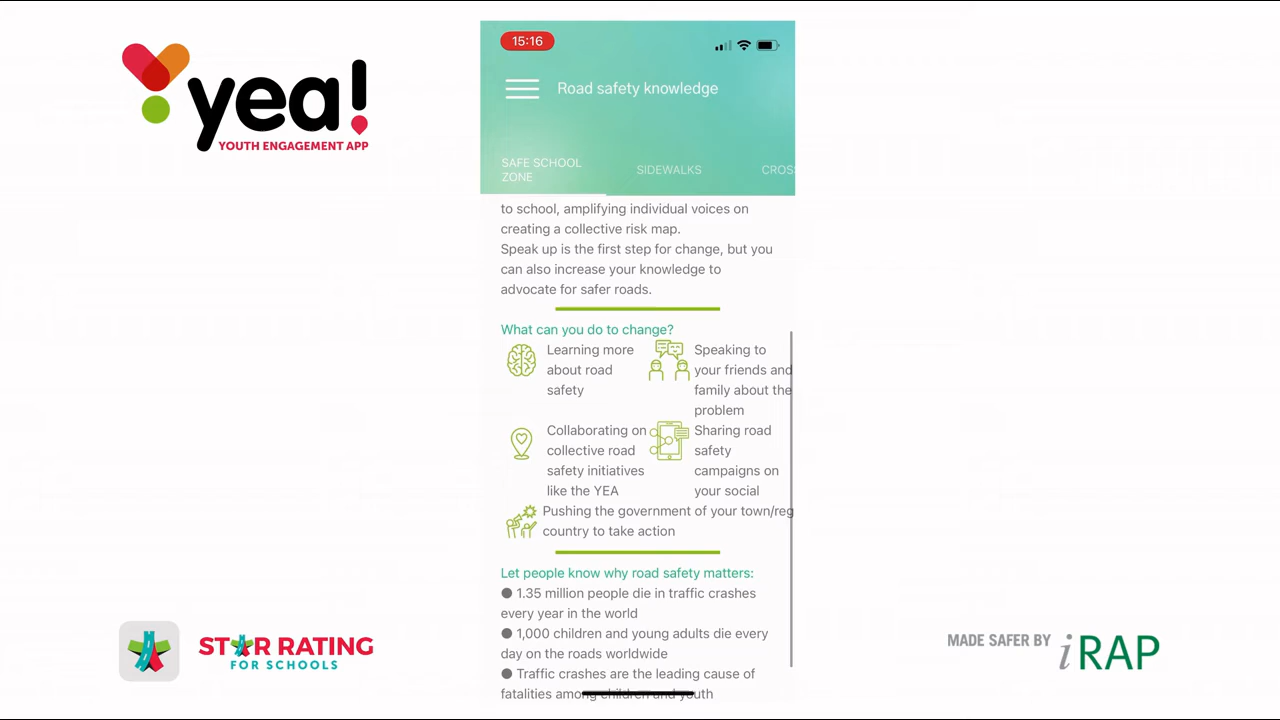 yea!
YOUTH ENGAGEMENT APP
15:16
Road safety knowledge
SAFE SCHOOL
ZONE
SIDEWALKS
CROS
to school, amplifying individual voices on
creating a collective risk map.
Speak up is the first step for change, but you
can also increase your knowledge to
advocate for safer roads.
What can you do to change?
Learning more
about road
safety
Speaking to
your friends and
family about the
problem
Collaborating on
collective road
safety initiatives
like the YEA
Sharing road
safety
campaigns on
your social
Pushing the government of your town/reg
country to take action
Let people know why road safety matters:
● 1.35 million people die in traffic crashes
every year in the world
● 1,000 children and young adults die every
day on the roads worldwide
● Traffic crashes are the leading cause of
fatalities among children and youth
STAR RATING
FOR SCHOOLS
MADE SAFER BY
iRAP